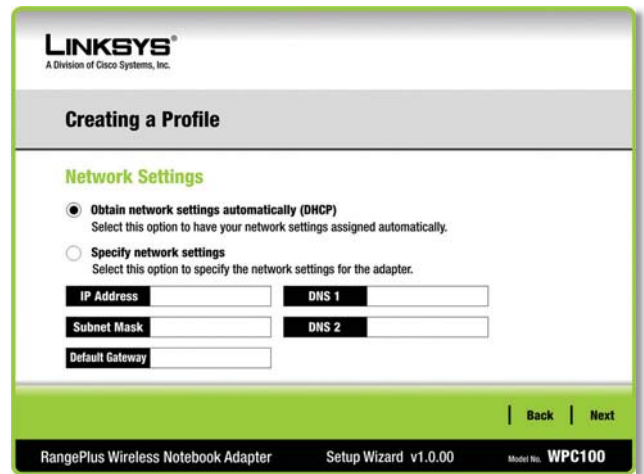 LINKSYS®
A Division of Cisco Systems, Inc.
Creating a Profile
Network Settings
Obtain network settings automatically (DHCP)
Select this option to have your network settings assigned automatically.
Specify network settings
Select this option to specify the network settings for the adapter.
IP Address
DNS 1
Subnet Mask
DNS 2
Default Gateway
Back
Next
RangePlus Wireless Notebook Adapter
Setup Wizard v1.0.00
Model No. WPC100